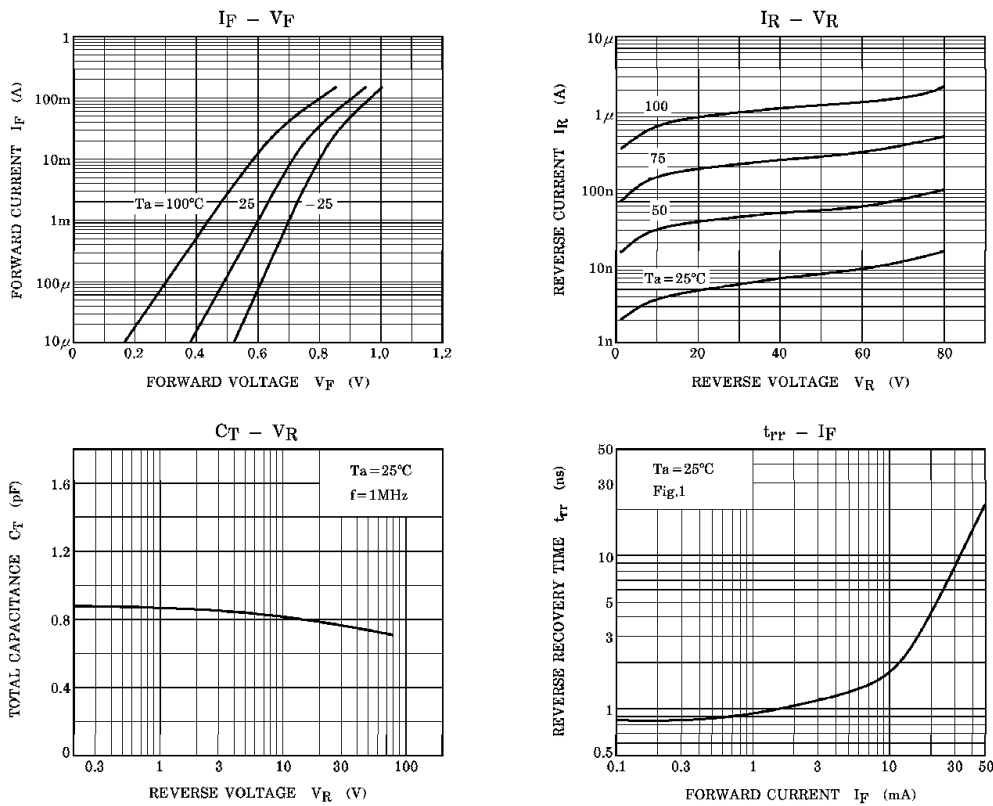 IF – VF
1
100m
10m
1m
100μ
10μ
FORWARD CURRENT IF (A)
Ta=100°C
25
−25
0
0.2
0.4
0.6
0.8
1.0
1.2
FORWARD VOLTAGE VF (V)
IR – VR
10μ
1μ
100n
10n
1n
REVERSE CURRENT IR (A)
100
75
50
Ta=25°C
0
20
40
60
80
REVERSE VOLTAGE VR (V)
CT – VR
1.6
1.2
0.8
0.4
0
TOTAL CAPACITANCE CT (pF)
Ta=25°C
f=1MHz
0.3
1
3
10
30
100
REVERSE VOLTAGE VR (V)
trr – IF
50
30
10
5
3
1
0.5
REVERSE RECOVERY TIME trr (ns)
Ta=25°C
Fig.1
0.1
0.3
1
3
10
30
50
FORWARD CURRENT IF (mA)